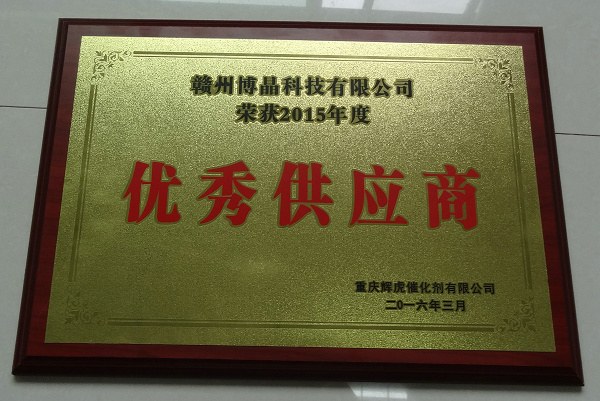 赣州博晶科技有限公司
荣获2015年度
优秀供应商
重庆辉虎催化剂有限公司
二0一六年三月